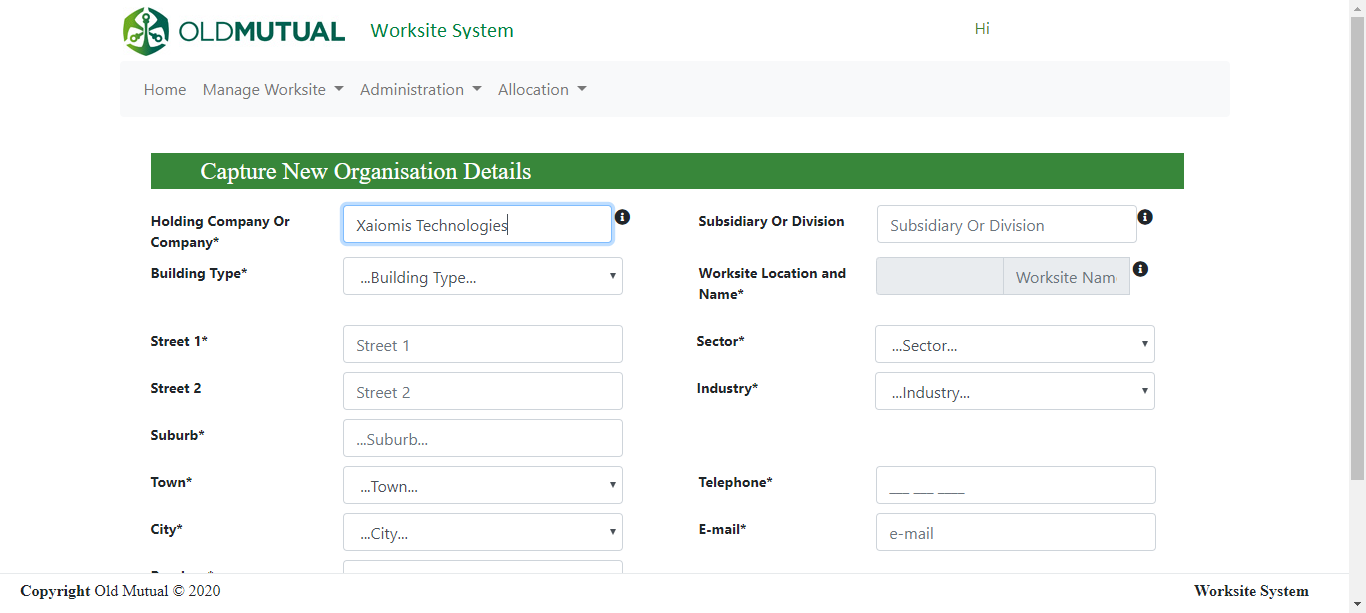 OLDMUTUAL Worksite System Hi
Home Manage Worksite Administration Allocation
Capture New Organisation Details
Holding Company Or
Company*
Xaiomis Technologies
Subsidiary Or Division
Subsidiary Or Division
Building Type*
...Building Type...
Worksite Location and
Name*
Worksite Nam
Street 1*
Street 1
Sector*
...Sector...
Street 2
Street 2
Industry*
...Industry...
Suburb*
...Suburb...
Town*
...Town...
Telephone*
___ ___ ____
City*
...City...
E-mail*
e-mail
Copyright Old Mutual © 2020
Worksite System